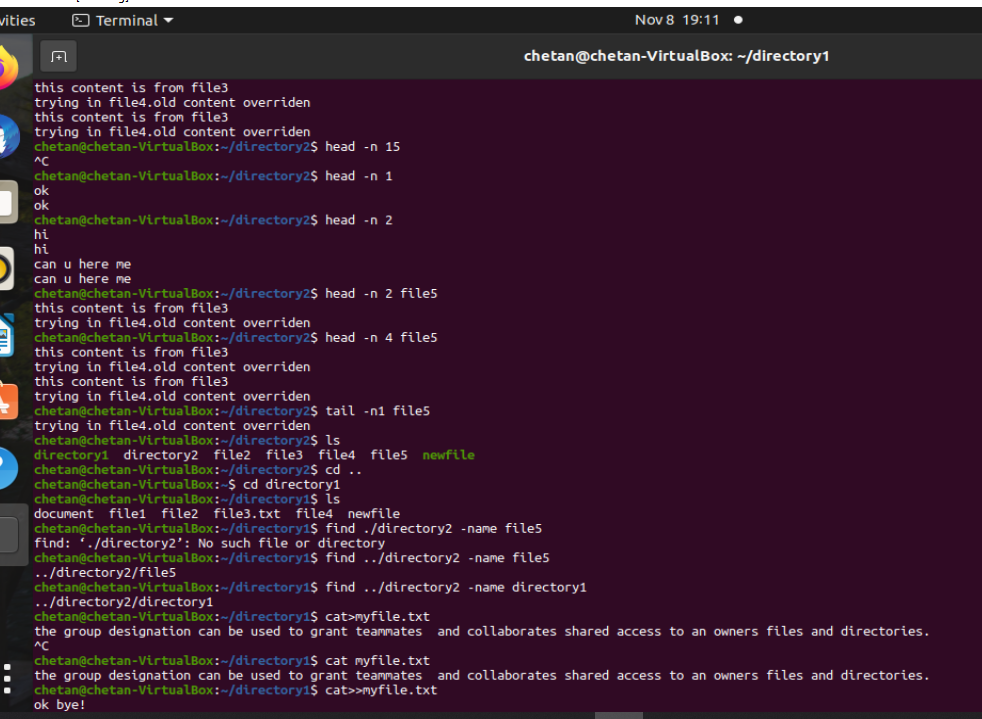 vities
Terminal
Nov 8 19:11
chetan@chetan-VirtualBox: ~/directory1
this content is from file3
trying in file4.old content overriden
this content is from file3
trying in file4.old content overriden
chetan@chetan-VirtualBox:~/directory2$ head -n 15
^C
chetan@chetan-VirtualBox:~/directory2$ head -n 1
ok
ok
chetan@chetan-VirtualBox:~/directory2$ head -n 2
hi
hi
can u here me
can u here me
chetan@chetan-VirtualBox:~/directory2$ head -n 2 file5
this content is from file3
trying in file4.old content overriden
chetan@chetan-VirtualBox:~/directory2$ head -n 4 file5
this content is from file3
trying in file4.old content overriden
this content is from file3
trying in file4.old content overriden
chetan@chetan-VirtualBox:~/directory2$ tail -n1 file5
trying in file4.old content overriden
chetan@chetan-VirtualBox:~/directory2$ ls
directory1  directory2  file2  file3  file4  file5  newfile
chetan@chetan-VirtualBox:~/directory2$ cd ..
chetan@chetan-VirtualBox:~$ cd directory1
chetan@chetan-VirtualBox:~/directory1$ ls
document  file1  file2  file3.txt  file4  newfile
chetan@chetan-VirtualBox:~/directory1$ find ./directory2 -name file5
find: ‘./directory2’: No such file or directory
chetan@chetan-VirtualBox:~/directory1$ find ../directory2 -name file5
../directory2/file5
chetan@chetan-VirtualBox:~/directory1$ find ../directory2 -name directory1
../directory2/directory1
chetan@chetan-VirtualBox:~/directory1$ cat>myfile.txt
the group designation can be used to grant teammates  and collaborates shared access to an owners files and directories.
^C
chetan@chetan-VirtualBox:~/directory1$ cat myfile.txt
the group designation can be used to grant teammates  and collaborates shared access to an owners files and directories.
chetan@chetan-VirtualBox:~/directory1$ cat>>myfile.txt
ok bye!